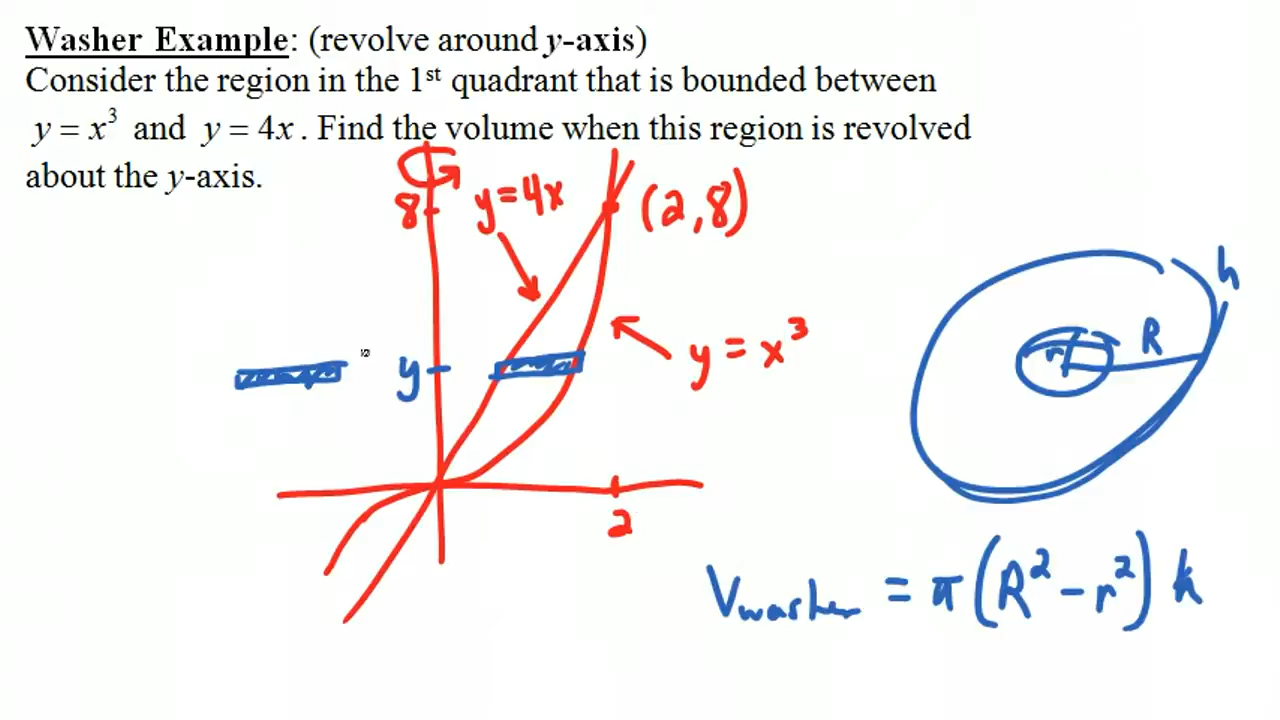 Washer Example: (revolve around y-axis)
Consider the region in the 1st quadrant that is bounded between
y = x³ and y = 4x. Find the volume when this region is revolved
about the y-axis.
8
y=4x
(2,8)
h
R
y
y = x³
r
2
Vwasher = π(R² - r²) h